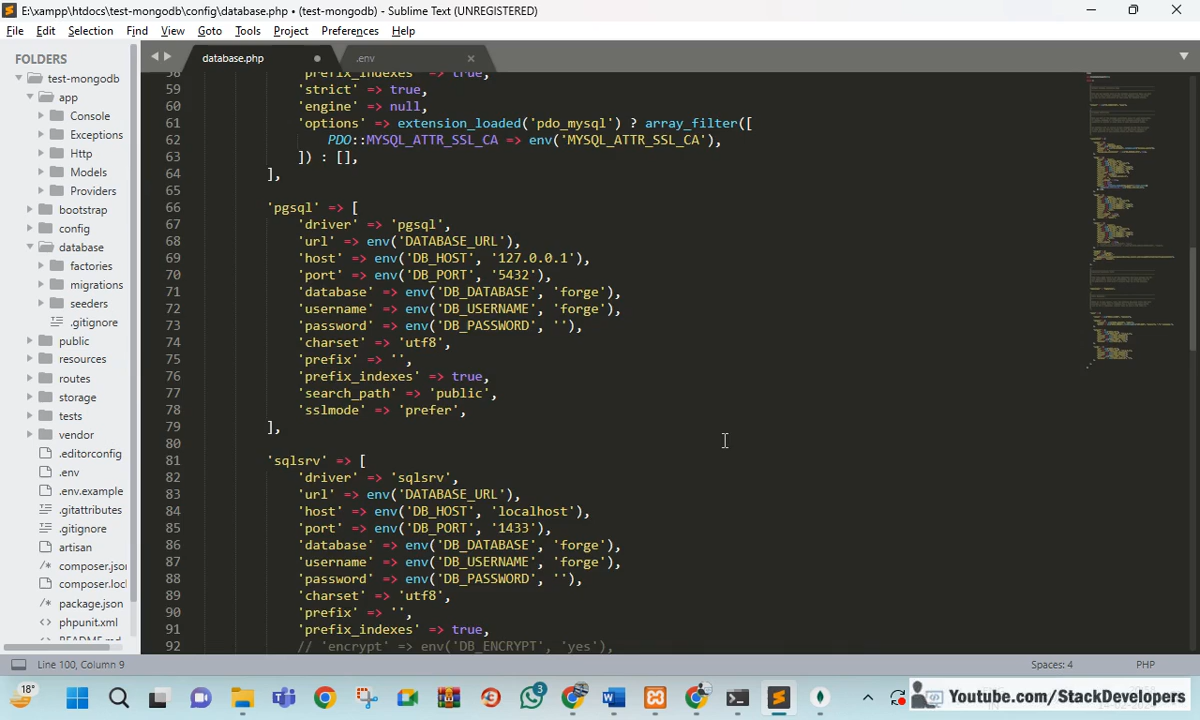 E:\xampp\htdocs\test-mongodb\config\database.php • (test-mongodb) - Sublime Text (UNREGISTERED)
File Edit Selection Find View Goto Tools Project Preferences Help
FOLDERS
test-mongodb
app
Console
Exceptions
Http
Models
Providers
bootstrap
config
database
factories
migrations
seeders
.gitignore
public
resources
routes
storage
tests
vendor
.editorconfig
.env
.env.example
.gitattributes
.gitignore
artisan
composer.json
composer.lock
package.json
phpunit.xml
README.md
database.php
.env
58 'prefix_indexes' => true,
59 'strict' => true,
60 'engine' => null,
61 'options' => extension_loaded('pdo_mysql') ? array_filter([
62 PDO::MYSQL_ATTR_SSL_CA => env('MYSQL_ATTR_SSL_CA'),
63 ]) : [],
64 ],
65
66 'pgsql' => [
67 'driver' => 'pgsql',
68 'url' => env('DATABASE_URL'),
69 'host' => env('DB_HOST', '127.0.0.1'),
70 'port' => env('DB_PORT', '5432'),
71 'database' => env('DB_DATABASE', 'forge'),
72 'username' => env('DB_USERNAME', 'forge'),
73 'password' => env('DB_PASSWORD', ''),
74 'charset' => 'utf8',
75 'prefix' => '',
76 'prefix_indexes' => true,
77 'search_path' => 'public',
78 'sslmode' => 'prefer',
79 ],
80
81 'sqlsrv' => [
82 'driver' => 'sqlsrv',
83 'url' => env('DATABASE_URL'),
84 'host' => env('DB_HOST', 'localhost'),
85 'port' => env('DB_PORT', '1433'),
86 'database' => env('DB_DATABASE', 'forge'),
87 'username' => env('DB_USERNAME', 'forge'),
88 'password' => env('DB_PASSWORD', ''),
89 'charset' => 'utf8',
90 'prefix' => '',
91 'prefix_indexes' => true,
92 // 'encrypt' => env('DB_ENCRYPT', 'yes'),
Line 100, Column 9
Spaces: 4
PHP
18°
3
Youtube.com/StackDevelopers